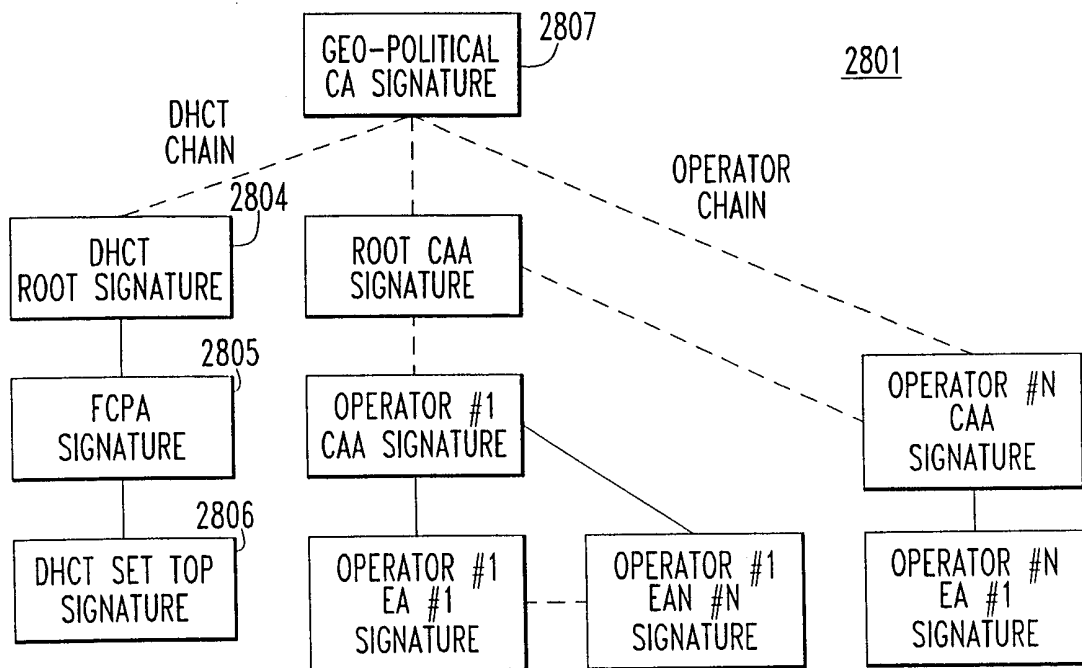 GEO-POLITICAL
CA SIGNATURE
2807
2801
DHCT
CHAIN
OPERATOR
CHAIN
2804
DHCT
ROOT SIGNATURE
ROOT CAA
SIGNATURE
2805
FCPA
SIGNATURE
OPERATOR #1
CAA SIGNATURE
OPERATOR #N
CAA
SIGNATURE
2806
DHCT SET TOP
SIGNATURE
OPERATOR #1
EA #1
SIGNATURE
OPERATOR #1
EAN #N
SIGNATURE
OPERATOR #N
EA #1
SIGNATURE